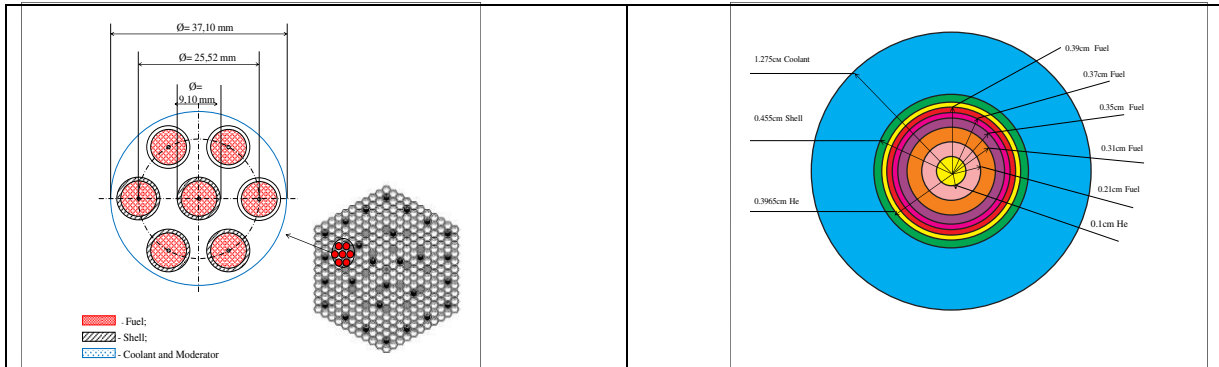 Ø= 37,10 mm
Ø= 25,52 mm
Ø=
9,10 mm
- Fuel;
- Shell;
- Coolant and Moderator
0.39cm Fuel
1.275см Coolant
0.37cm Fuel
0.35cm Fuel
0.455cm Shell
0.31cm Fuel
0.21cm Fuel
0.3965cm He
0.1cm He